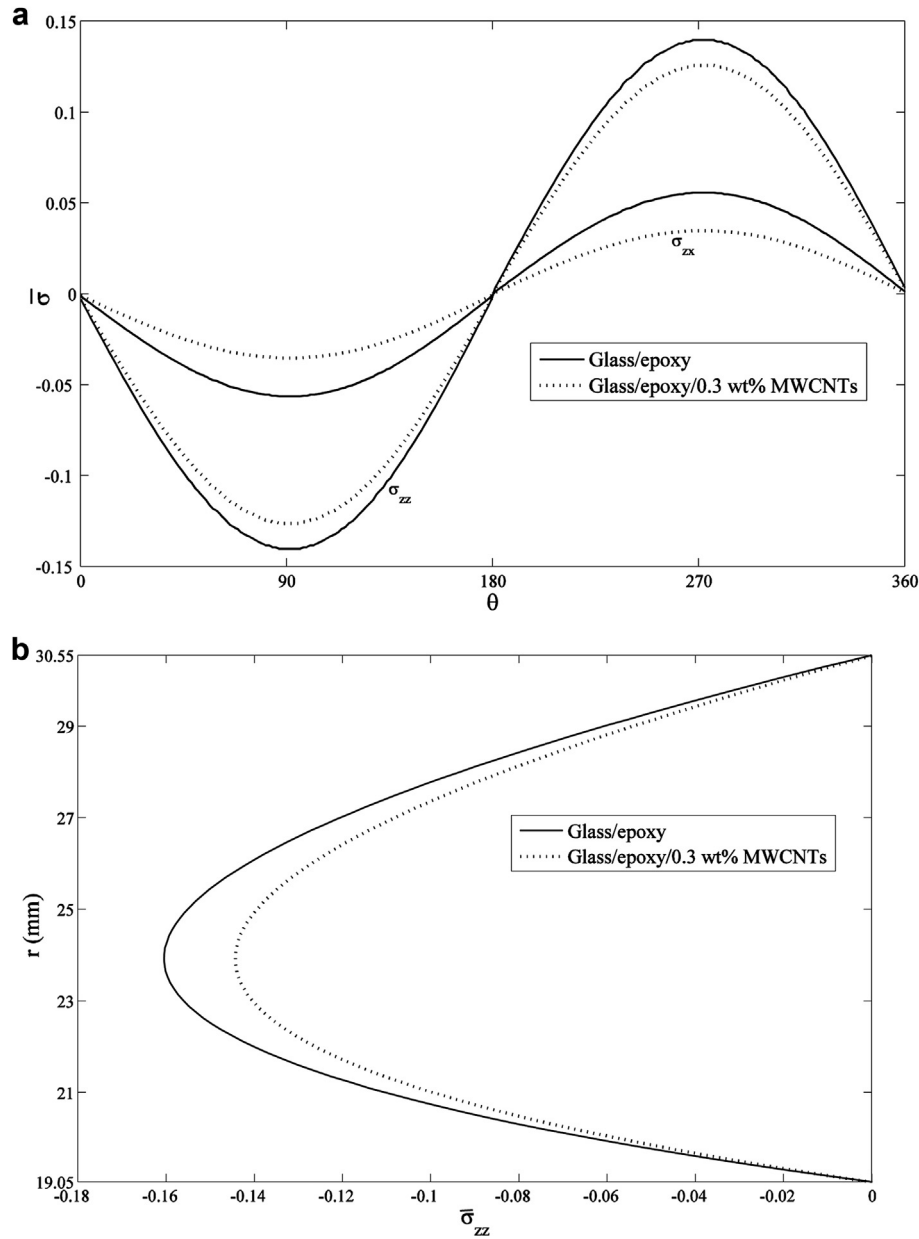 a
0.15
0.1
0.05
σ̅
σzx
0
Glass/epoxy
Glass/epoxy/0.3 wt% MWCNTs
-0.05
-0.1
σzz
-0.15
0
90
180
270
360
θ
b
30.55
29
27
Glass/epoxy
Glass/epoxy/0.3 wt% MWCNTs
25
r (mm)
23
21
19.05
-0.18
-0.16
-0.14
-0.12
-0.1
-0.08
-0.06
-0.04
-0.02
0
σ̅zz